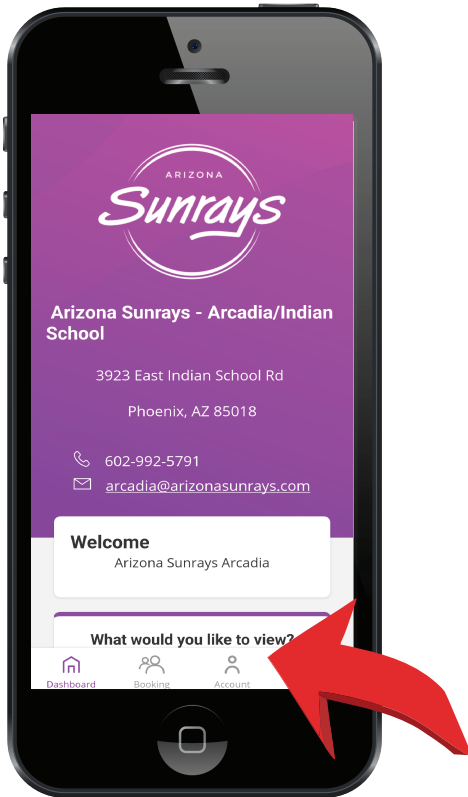 ARIZONA
Sunrays
Arizona Sunrays - Arcadia/Indian
School
3923 East Indian School Rd
Phoenix, AZ 85018
602-992-5791
arcadia@arizonasunrays.com
Welcome
Arizona Sunrays Arcadia
What would you like to view?
Dashboard
Booking
Account